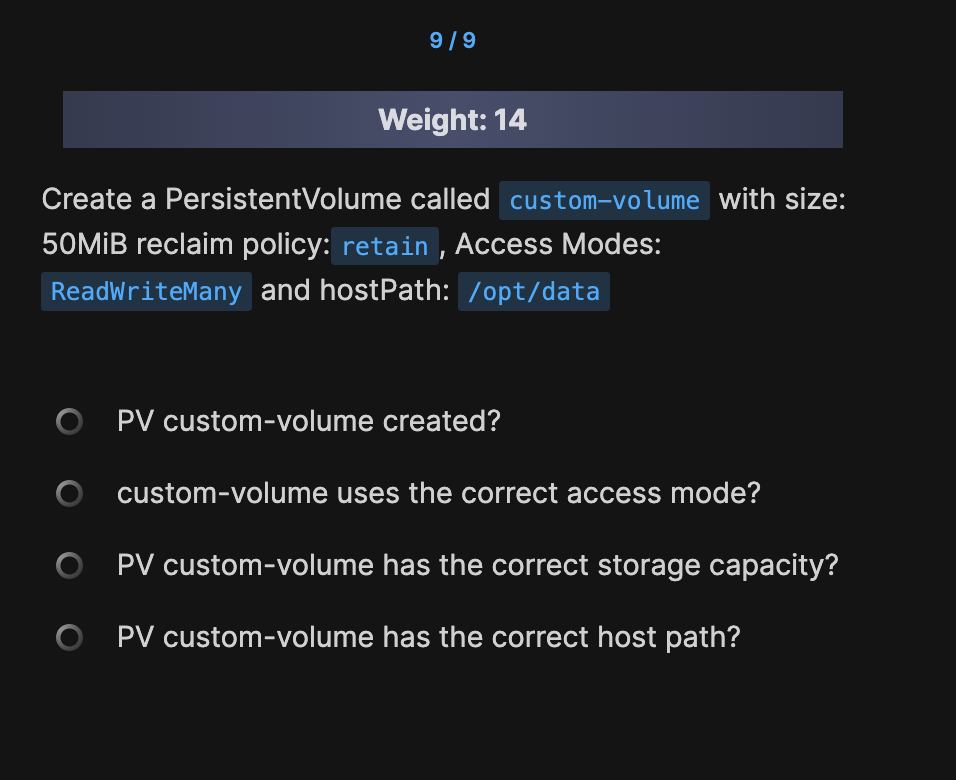 9 / 9
Weight: 14
Create a PersistentVolume called custom-volume with size:
50MiB reclaim policy: retain, Access Modes:
ReadWriteMany and hostPath: /opt/data
PV custom-volume created?
custom-volume uses the correct access mode?
PV custom-volume has the correct storage capacity?
PV custom-volume has the correct host path?